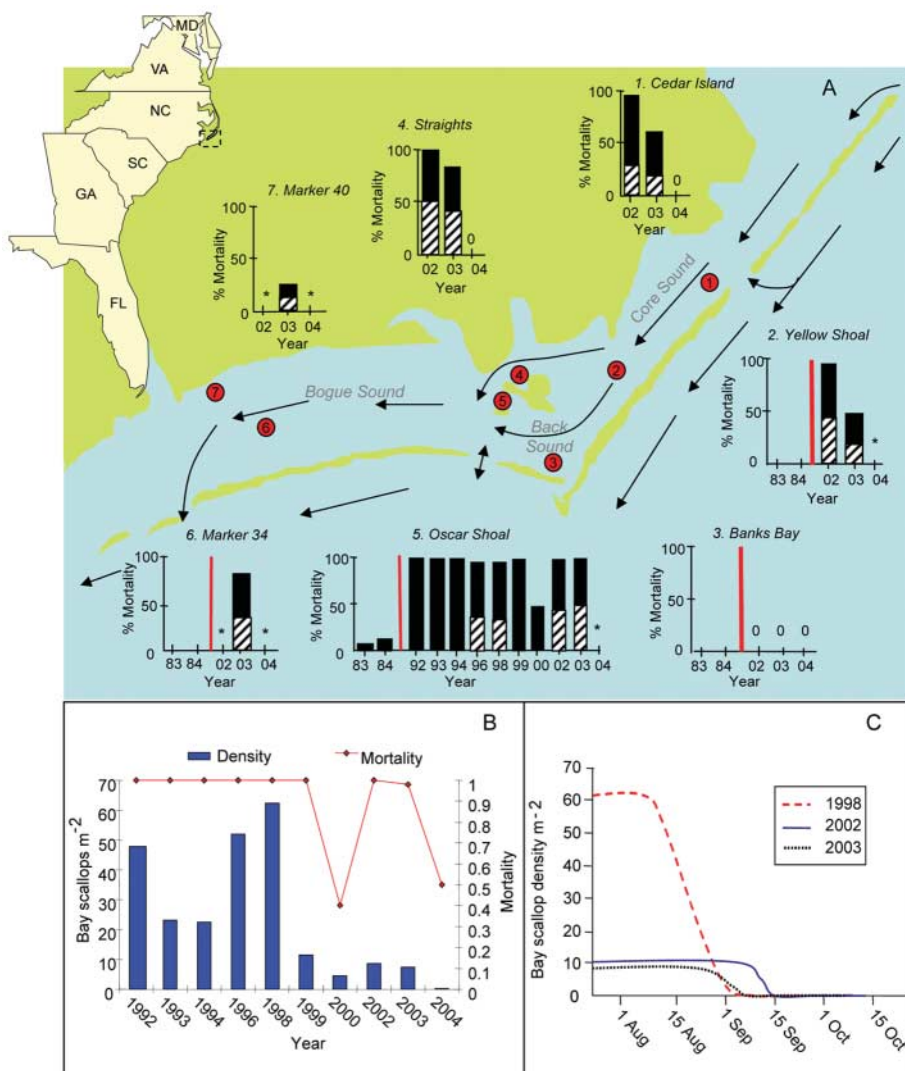 MD
VA
NC
SC
GA
FL
A
1. Cedar Island
100
50
0
% Mortality
0
02 03 04
Year
4. Straights
100
50
0
% Mortality
0
02 03 04
Year
7. Marker 40
100
50
0
% Mortality
* *
02 03 04
Year
Core Sound
1
2
2. Yellow Shoal
100
50
0
% Mortality
*
83 84 02 03 04
Year
4
5
7
6
Bogue Sound
Back
Sound
3
6. Marker 34
100
50
0
% Mortality
* *
83 84 02 03 04
Year
5. Oscar Shoal
100
50
0
% Mortality
*
83 84 92 93 94 96 98 99 00 02 03 04
Year
3. Banks Bay
100
50
0
% Mortality
0 0 0
83 84 02 03 04
Year
B
Density Mortality
70
60
50
40
30
20
10
0
Bay scallops m-2
1
0.9
0.8
0.7
0.6
0.5
0.4
0.3
0.2
0.1
0
Mortality
1992 1993 1994 1996 1998 1999 2000 2002 2003 2004
Year
C
70
60
50
40
30
20
10
0
Bay scallop density m-2
1998
2002
2003
1 Aug 15 Aug 1 Sep 15 Sep 1 Oct 15 Oct